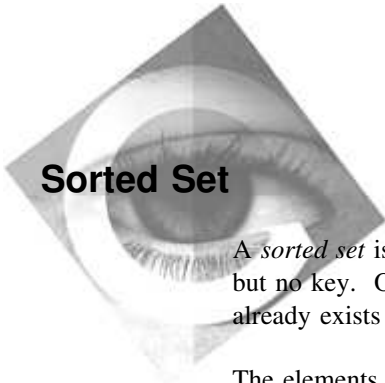 Sorted Set
A sorted set is
but no key. O
already exists
The elements